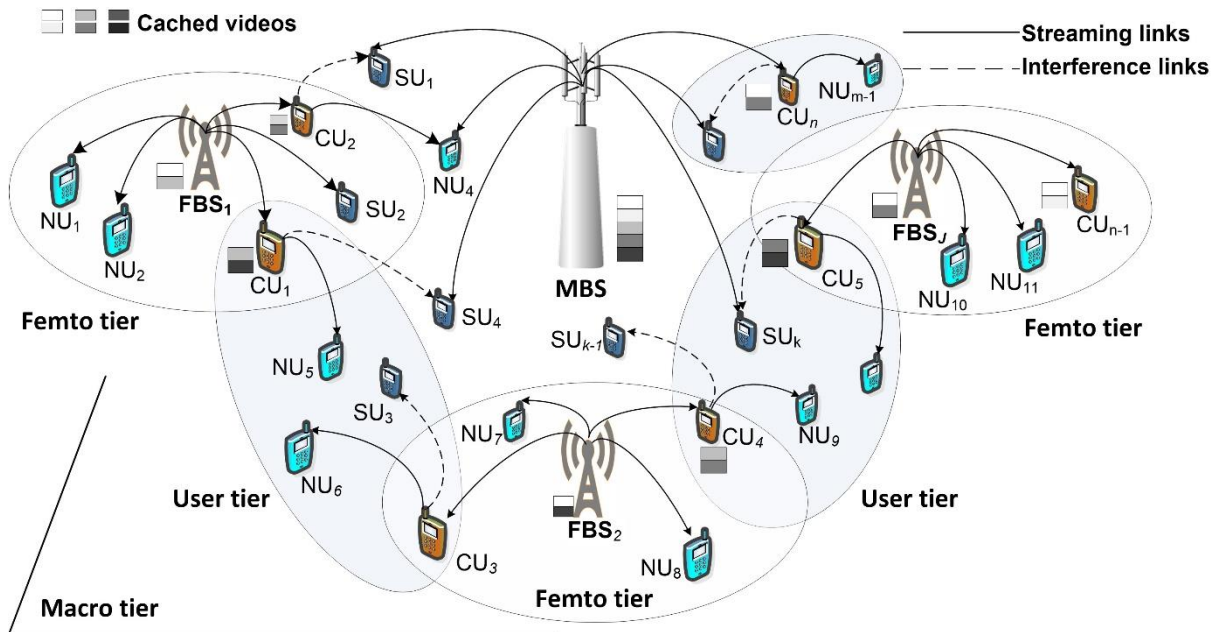 Cached videos
Streaming links
Interference links
SU1
NUm-1
CUn
CU2
NU4
FBS1
NU1
NU2
SU2
CU1
FBSJ
CUn-1
NU10
NU11
CU5
MBS
Femto tier
Femto tier
SU4
SUk-1
SUk
NU5
SU3
NU7
CU4
NU9
NU6
User tier
User tier
FBS2
CU3
NU8
Femto tier
Macro tier